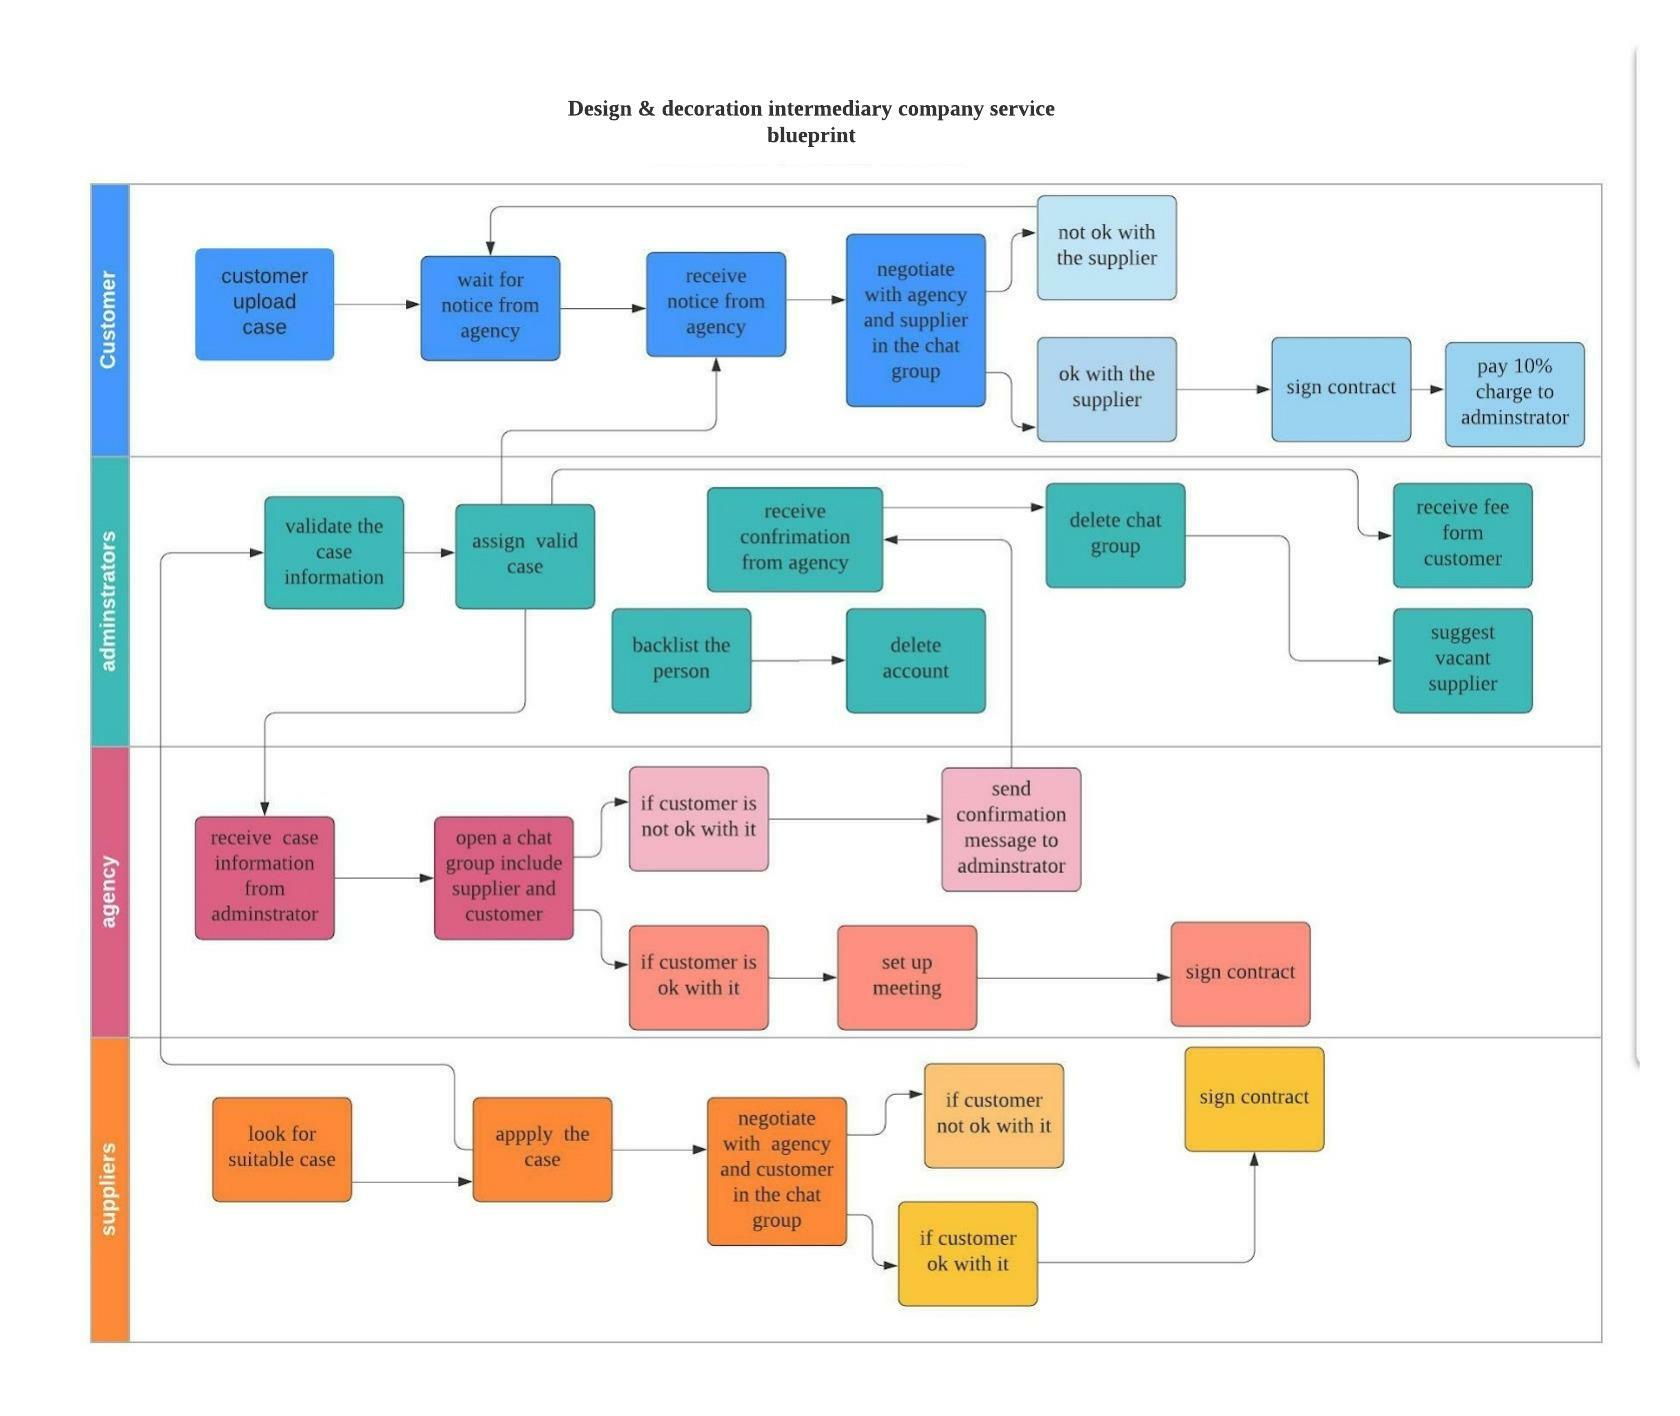 Design & decoration intermediary company service
blueprint
Customer
customer
upload
case
wait for
notice from
agency
receive
notice from
agency
negotiate
with agency
and supplier
in the chat
group
not ok with
the supplier
ok with the
supplier
sign contract
pay 10%
charge to
adminstrator
adminstrators
validate the
case
information
assign valid
case
receive
confrimation
from agency
delete chat
group
receive fee
form
customer
backlist the
person
delete
account
suggest
vacant
supplier
agency
receive case
information
from
adminstrator
open a chat
group include
supplier and
customer
if customer is
not ok with it
send
confirmation
message to
adminstrator
if customer is
ok with it
set up
meeting
sign contract
suppliers
look for
suitable case
appply the
case
negotiate
with agency
and customer
in the chat
group
if customer
not ok with it
if customer
ok with it
sign contract